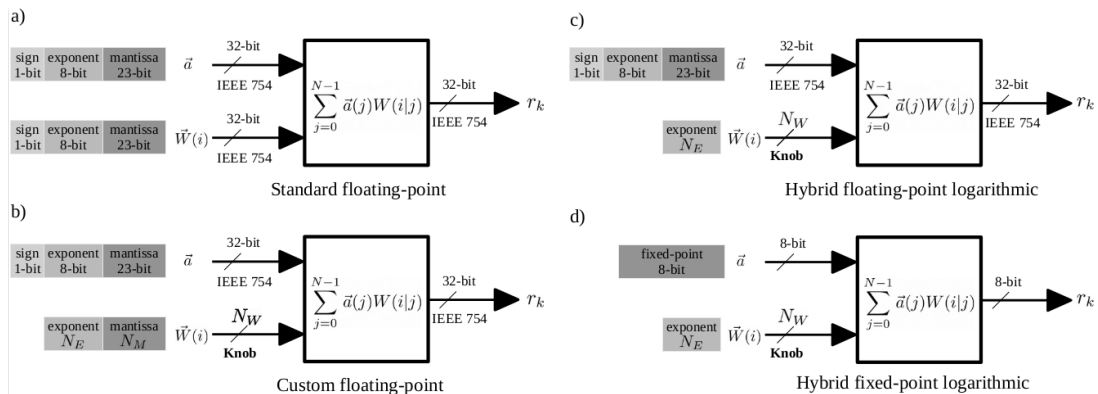 a)
sign 1-bit
exponent 8-bit
mantissa 23-bit
a⃗
32-bit
IEEE 754
sign 1-bit
exponent 8-bit
mantissa 23-bit
W⃗(i)
32-bit
IEEE 754
∑_{j=0}^{N−1} a⃗(j)W(i|j)
32-bit
IEEE 754
r_k
Standard floating-point
b)
sign 1-bit
exponent 8-bit
mantissa 23-bit
a⃗
32-bit
IEEE 754
exponent N_E
mantissa N_M
W⃗(i)
N_W
Knob
∑_{j=0}^{N−1} a⃗(j)W(i|j)
32-bit
IEEE 754
r_k
Custom floating-point
c)
sign 1-bit
exponent 8-bit
mantissa 23-bit
a⃗
32-bit
IEEE 754
exponent N_E
W⃗(i)
N_W
Knob
∑_{j=0}^{N−1} a⃗(j)W(i|j)
32-bit
IEEE 754
r_k
Hybrid floating-point logarithmic
d)
fixed-point 8-bit
a⃗
8-bit
exponent N_E
W⃗(i)
N_W
Knob
∑_{j=0}^{N−1} a⃗(j)W(i|j)
8-bit
r_k
Hybrid fixed-point logarithmic